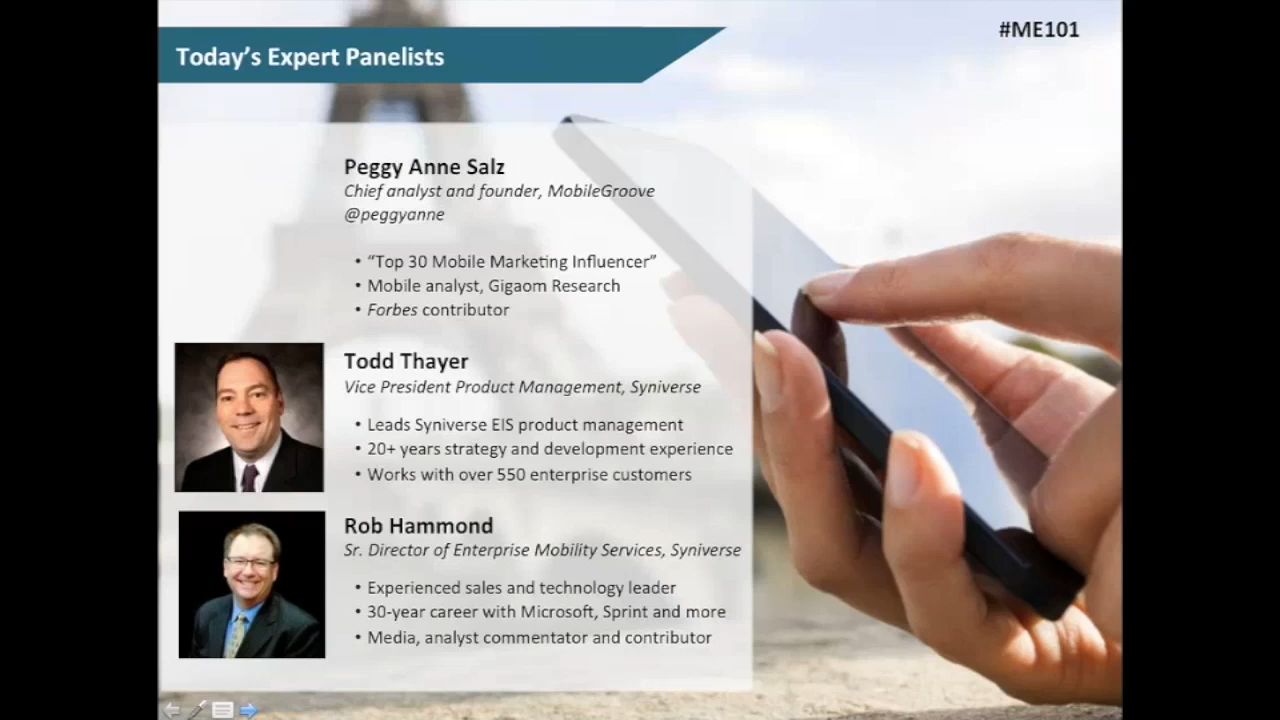 #ME101
Today’s Expert Panelists
Peggy Anne Salz
Chief analyst and founder, MobileGroove
@peggyanne
• “Top 30 Mobile Marketing Influencer”
• Mobile analyst, Gigaom Research
• Forbes contributor
Todd Thayer
Vice President Product Management, Syniverse
• Leads Syniverse EIS product management
• 20+ years strategy and development experience
• Works with over 550 enterprise customers
Rob Hammond
Sr. Director of Enterprise Mobility Services, Syniverse
• Experienced sales and technology leader
• 30-year career with Microsoft, Sprint and more
• Media, analyst commentator and contributor